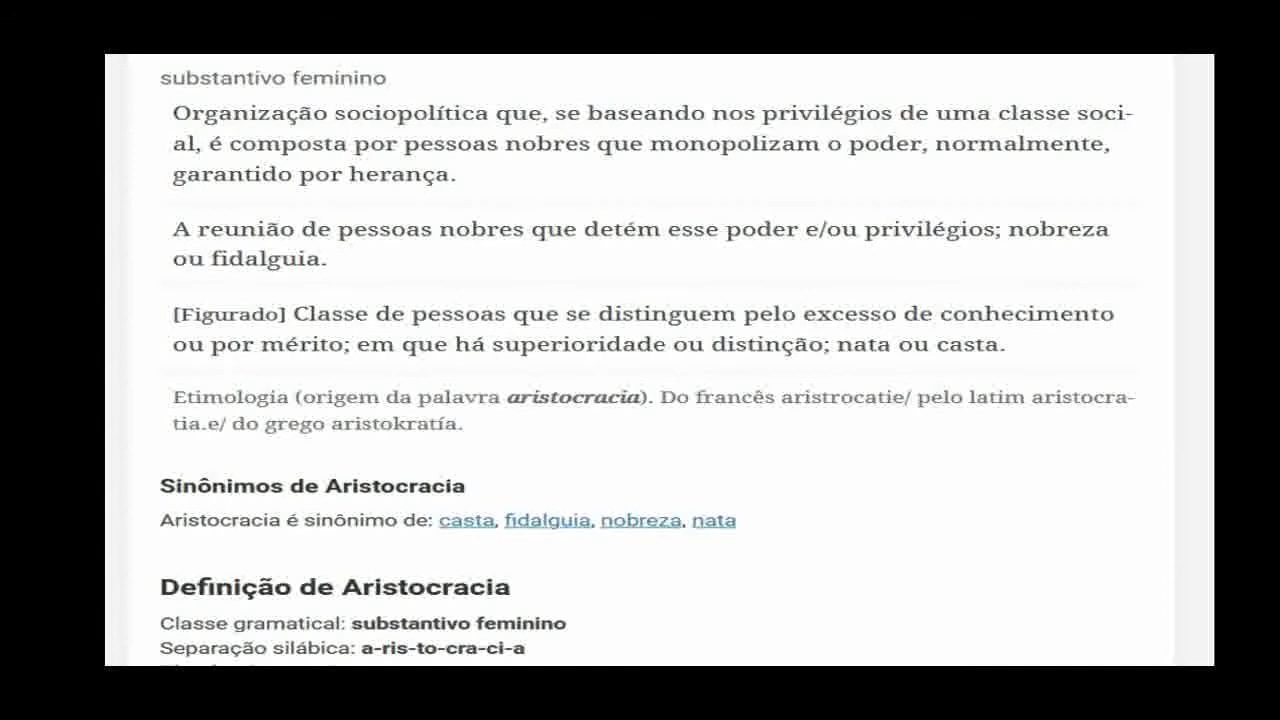 substantivo feminino
Organização sociopolítica que, se baseando nos privilégios de uma classe soci-
al, é composta por pessoas nobres que monopolizam o poder, normalmente,
garantido por herança.
A reunião de pessoas nobres que detém esse poder e/ou privilégios; nobreza
ou fidalguia.
[Figurado] Classe de pessoas que se distinguem pelo excesso de conhecimento
ou por mérito; em que há superioridade ou distinção; nata ou casta.
Etimologia (origem da palavra aristocracia). Do francês aristrocatie/ pelo latim aristocra-
tia.e/ do grego aristokratía.
Sinônimos de Aristocracia
Aristocracia é sinônimo de: casta, fidalguia, nobreza, nata
Definição de Aristocracia
Classe gramatical: substantivo feminino
Separação silábica: a-ris-to-cra-ci-a